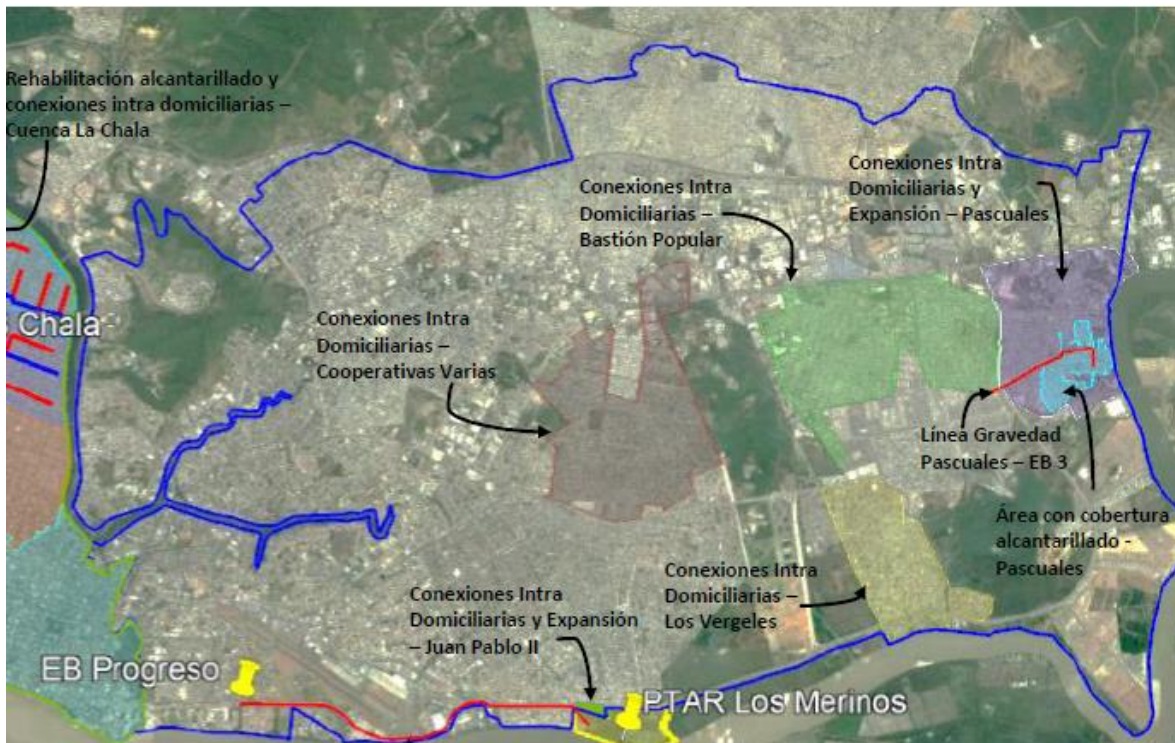 Rehabilitación alcantarillado y
conexiones intra domiciliarias –
Cuenca La Chala
Conexiones Intra
Domiciliarias –
Bastión Popular
Conexiones Intra
Domiciliarias y
Expansión – Pascuales
Chala
Conexiones Intra
Domiciliarias –
Cooperativas Varias
Línea Gravedad
Pascuales – EB 3
Área con cobertura
alcantarillado -
Pascuales
Conexiones Intra
Domiciliarias –
Los Vergeles
Conexiones Intra
Domiciliarias y Expansión
– Juan Pablo II
EB Progreso
PTAR Los Merinos